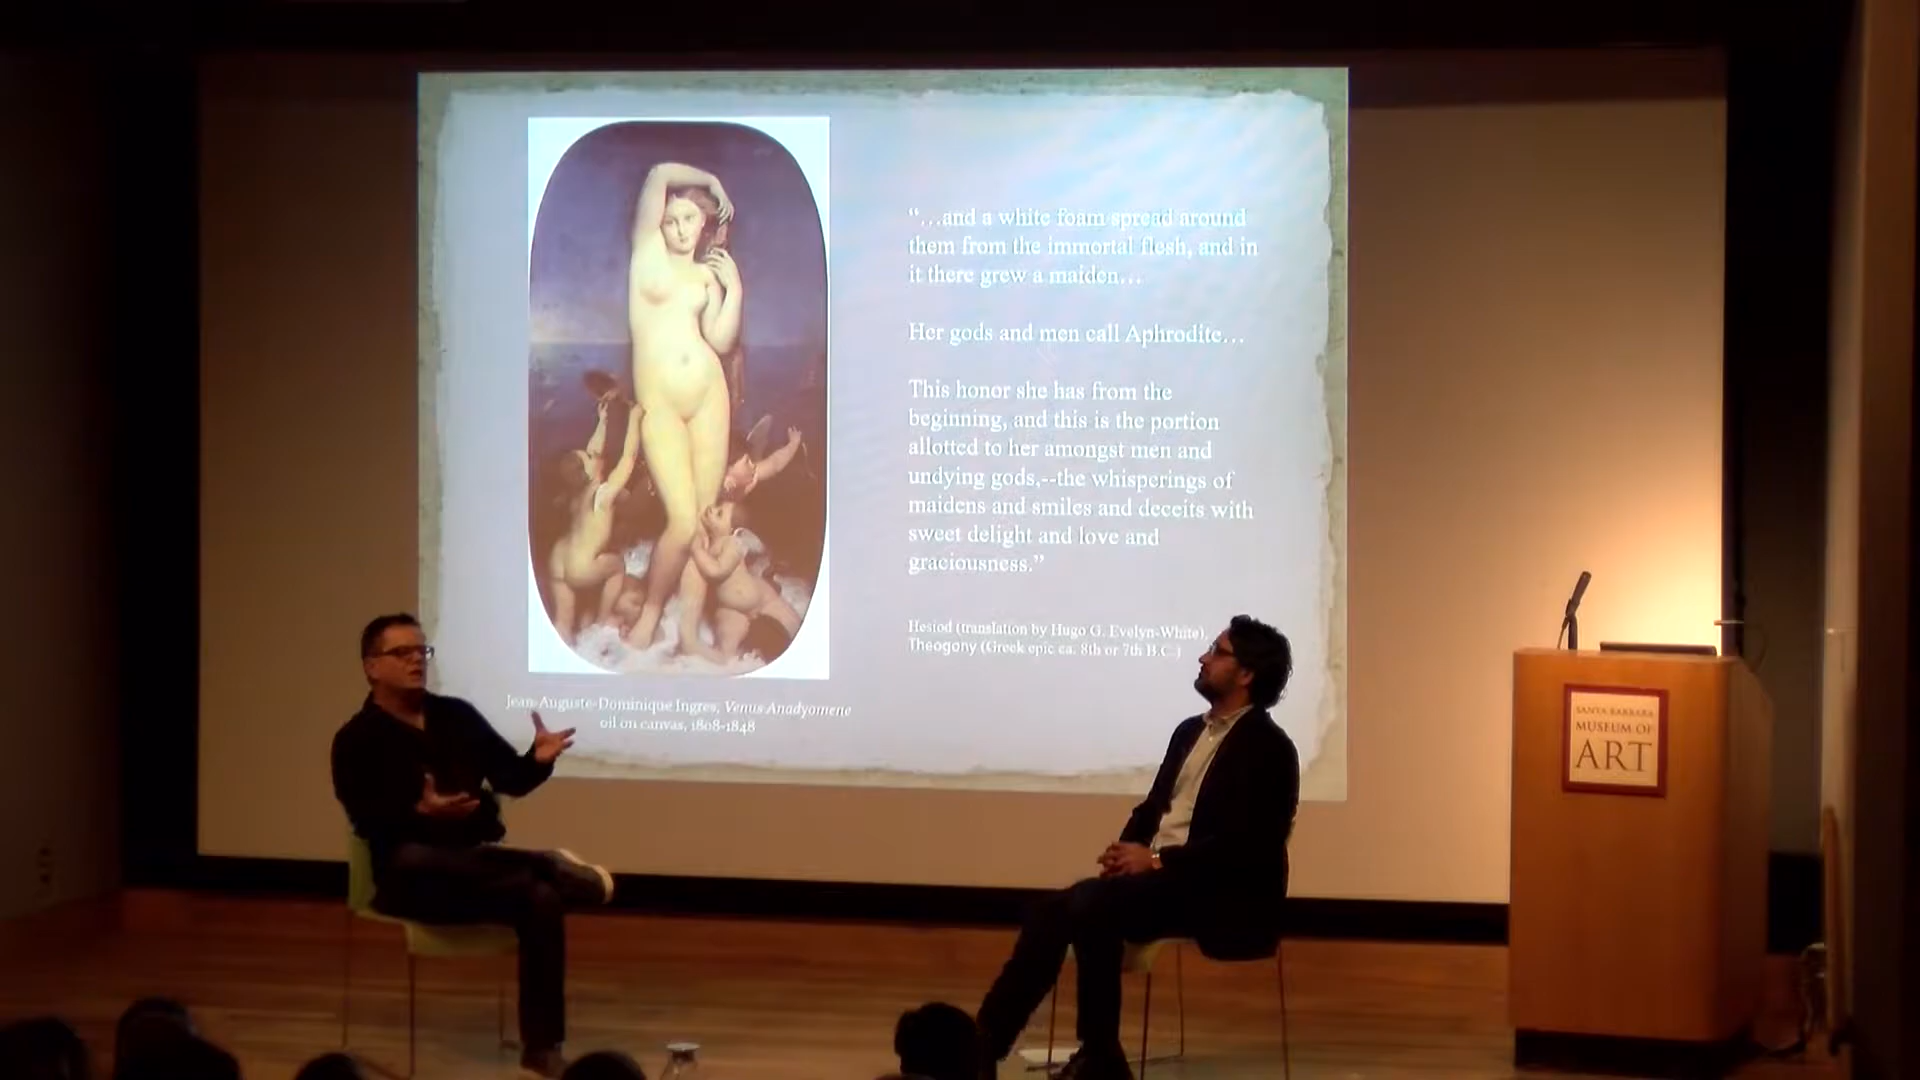 “…and a white foam spread around
them from the immortal flesh, and in
it there grew a maiden…
Her gods and men call Aphrodite…
This honor she has from the
beginning, and this is the portion
allotted to her amongst men and
undying gods,--the whisperings of
maidens and smiles and deceits with
sweet delight and love and
graciousness.”
Hesiod (translation by Hugo G. Evelyn-White),
Theogony (Greek epic ca. 8th or 7th B.C.)
Jean-Auguste-Dominique Ingres, Venus Anadyomene
oil on canvas, 1808-1848
SANTA BARBARA
MUSEUM OF
ART